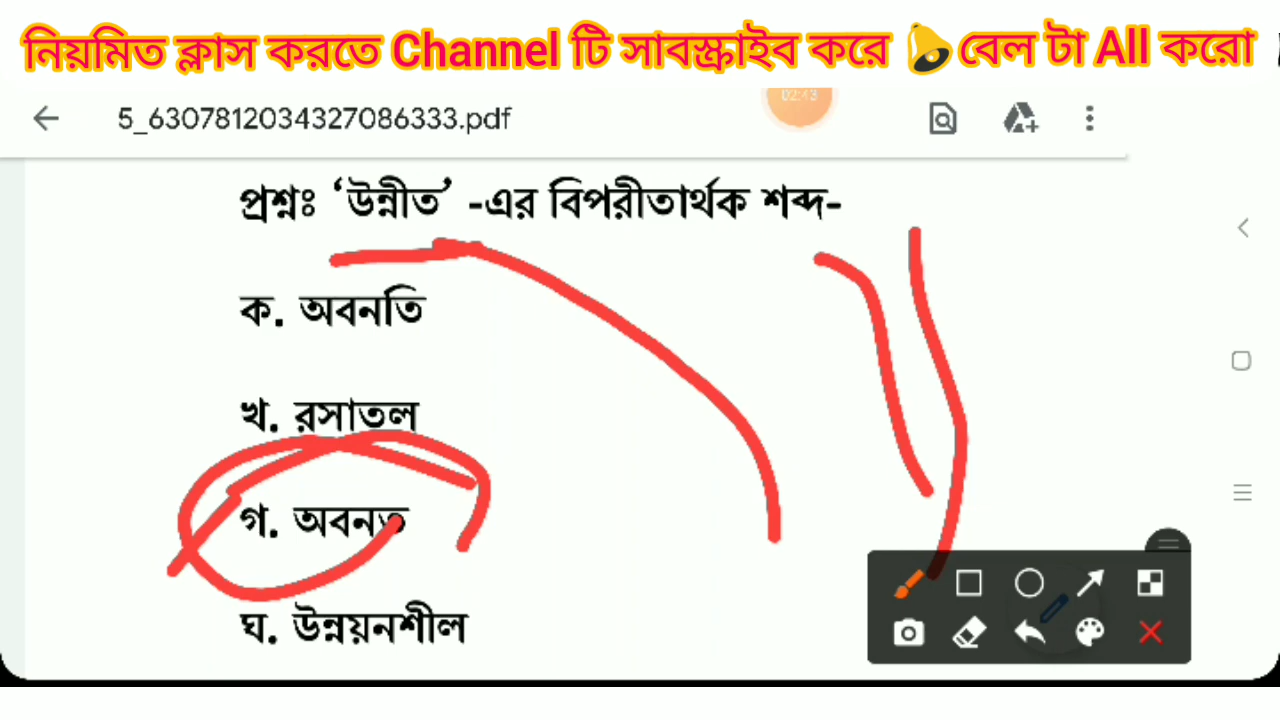 নিয়মিত ক্লাস করতে Channel টি সাবস্ক্রাইব করে 🔔 বেল টা All করো
02:43
5_6307812034327086333.pdf
প্রশ্নঃ ‘উন্নীত’ -এর বিপরীতার্থক শব্দ-
ক. অবনতি
খ. রসাতল
গ. অবনত
ঘ. উন্নয়নশীল